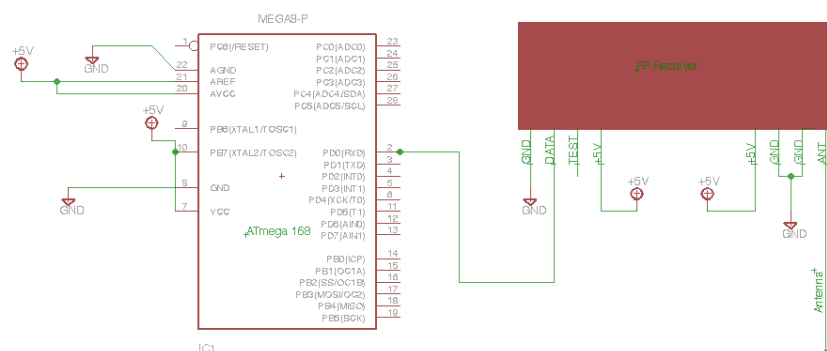 MEGA8-P
1
PC6(/RESET)
GND
22
AGND
+5V
21
AREF
20
AVCC
+5V
9
PB6(XTAL1/TOSC1)
10
PB7(XTAL2/TOSC2)
8
GND
GND
7
VCC
ATmega 168
IC1
PC0(ADC0)
23
PC1(ADC1)
24
PC2(ADC2)
25
PC3(ADC3)
26
PC4(ADC4/SDA)
27
PC5(ADC5/SCL)
28
PD0(RXD)
2
PD1(TXD)
3
PD2(INT0)
4
PD3(INT1)
5
PD4(XCK/T0)
6
PD5(T1)
11
PD6(AIN0)
12
PD7(AIN1)
13
PB0(ICP)
14
PB1(OC1A)
15
PB2(SS/OC1B)
16
PB3(MOSI/OC2)
17
PB4(MISO)
18
PB5(SCK)
19
RF Receiver
GND
DATA
TEST
+5V
+5V
GND
GND
ANT
GND
+5V
+5V
GND
Antenna